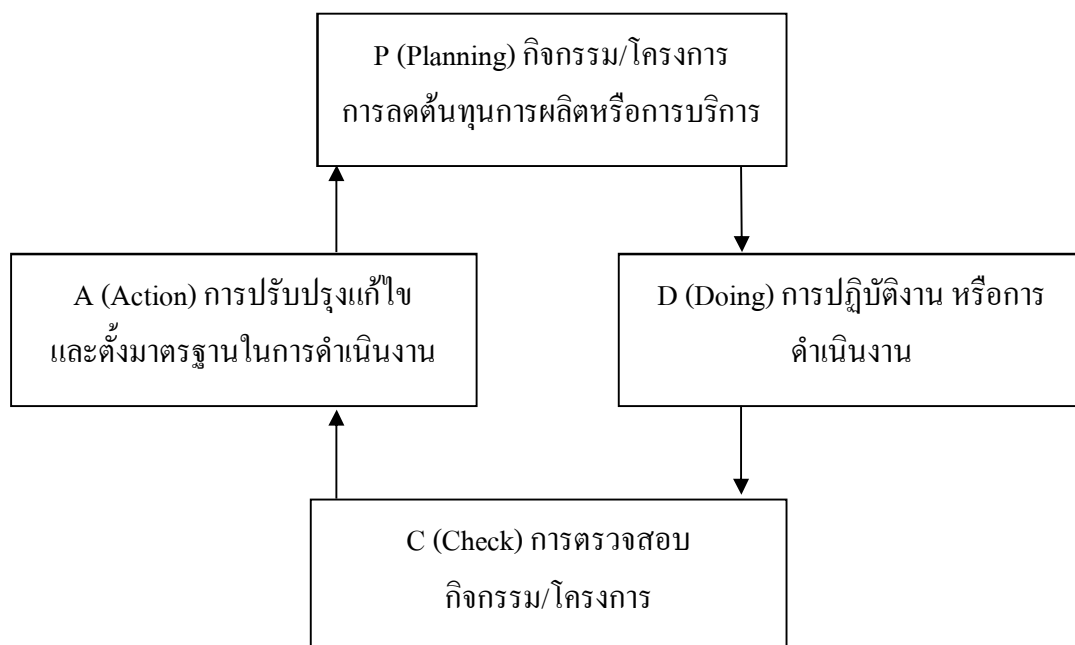 P (Planning) กิจกรรม/โครงการ
การลดต้นทุนการผลิตหรือการบริการ
A (Action) การปรับปรุงแก้ไข
และตั้งมาตรฐานในการดำเนินงาน
D (Doing) การปฏิบัติงาน หรือการ
ดำเนินงาน
C (Check) การตรวจสอบ
กิจกรรม/โครงการ